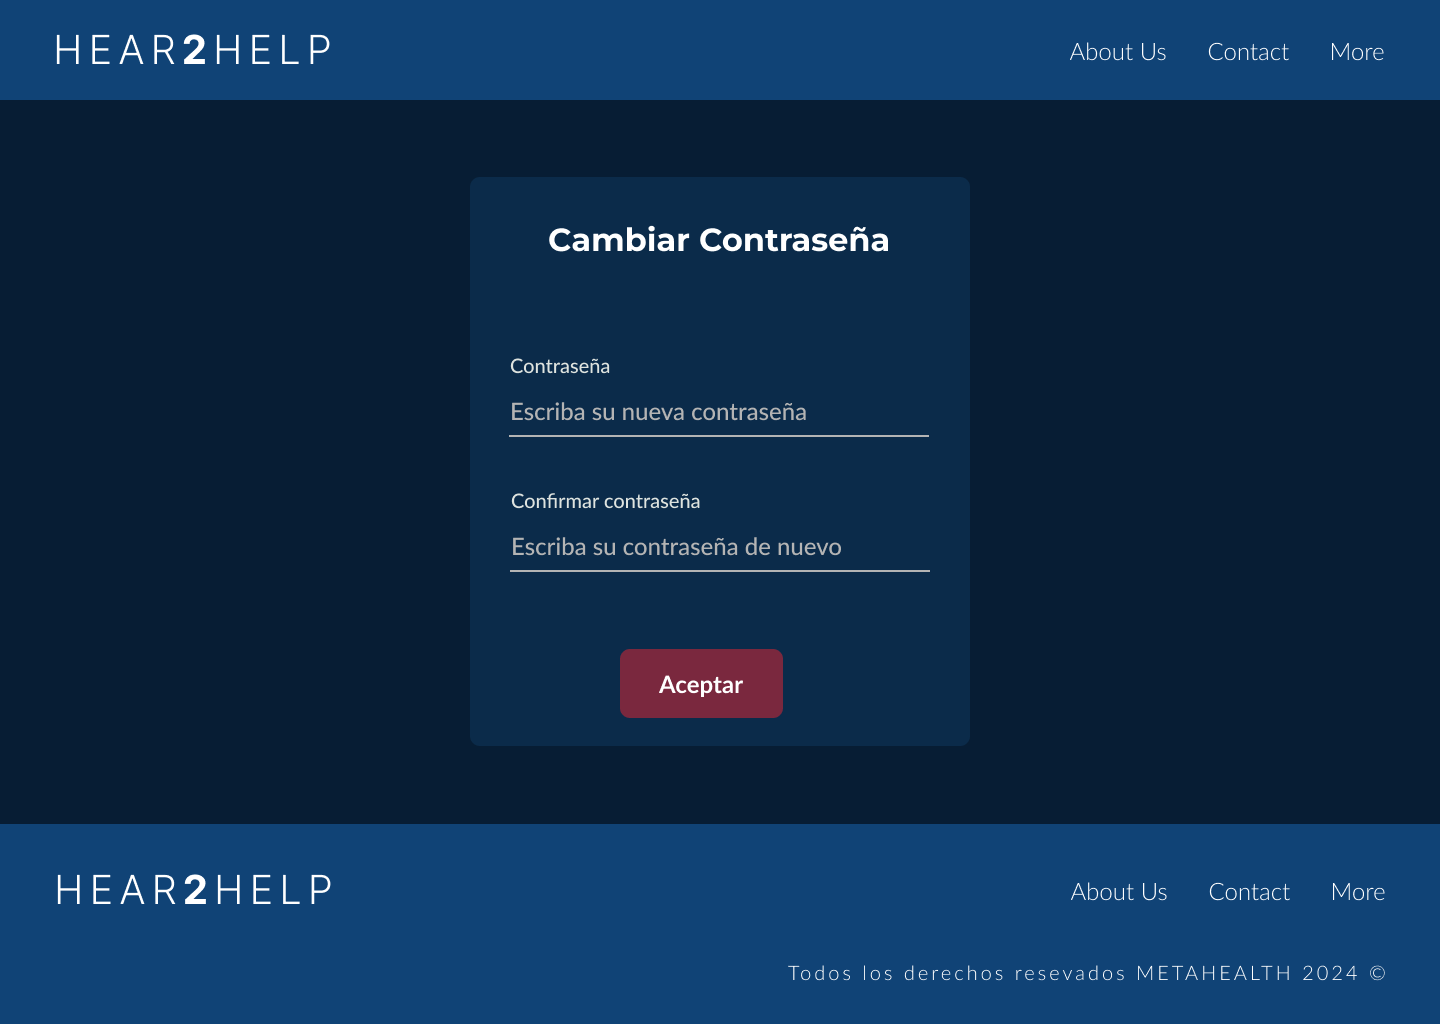 HEAR2HELP
About Us
Contact
More
Cambiar Contraseña
Contraseña
Escriba su nueva contraseña
Confirmar contraseña
Escriba su contraseña de nuevo
Aceptar
HEAR2HELP
About Us
Contact
More
Todos los derechos resevados METAHEALTH 2024 ©